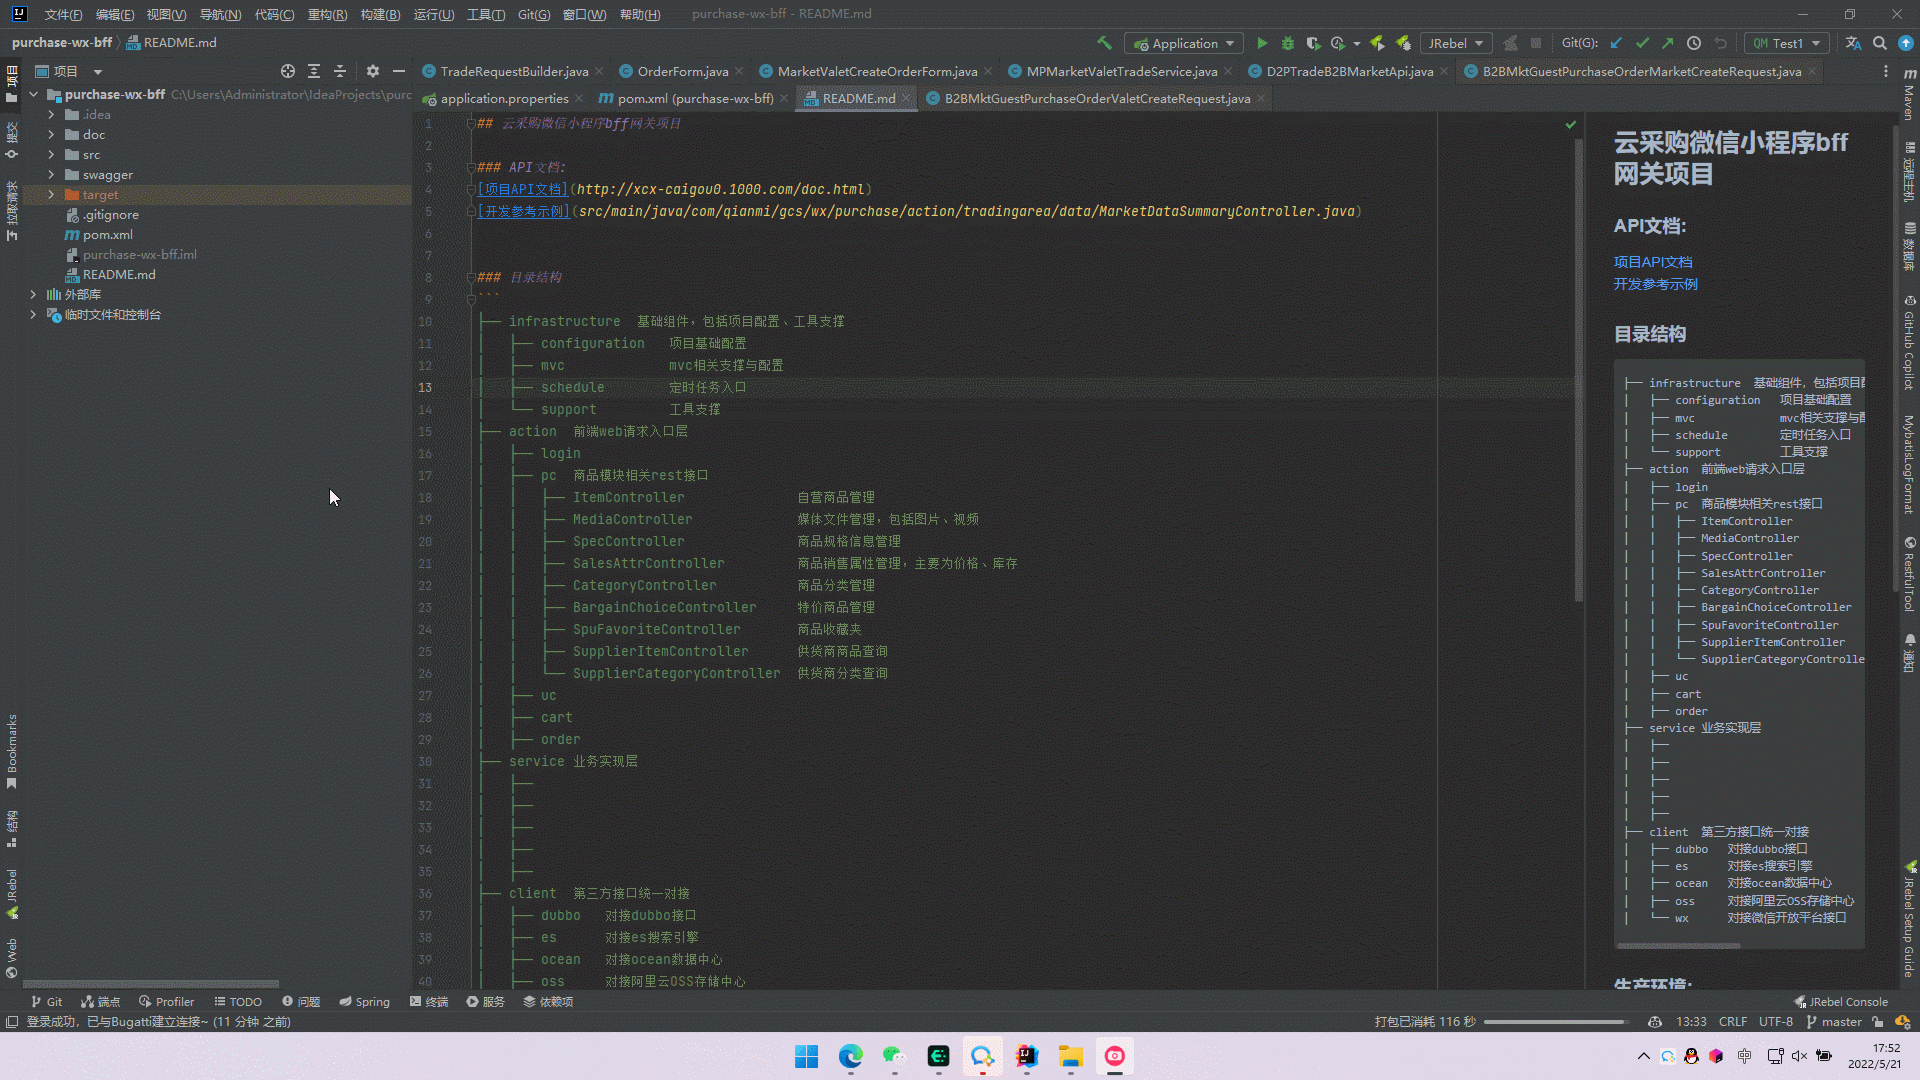 文件(F) 编辑(E) 视图(V) 导航(N) 代码(C) 重构(R) 构建(B) 运行(U) 工具(T) Git(G) 窗口(W) 帮助(H) purchase-wx-bff - README.md
purchase-wx-bff README.md Application JRebel Git(G): QM Test1
项目 TradeRequestBuilder.java OrderForm.java MarketValetCreateOrderForm.java MPMarketValetTradeService.java D2PTradeB2BMarketApi.java B2BMktGuestPurchaseOrderMarketCreateRequest.java
application.properties pom.xml (purchase-wx-bff) README.md B2BMktGuestPurchaseOrderValetCreateRequest.java
项目
提交
拉取请求
Bookmarks
结构
JRebel
Web
purchase-wx-bff C:\Users\Administrator\IdeaProjects\purc
.idea
doc
src
swagger
target
.gitignore
pom.xml
purchase-wx-bff.iml
README.md
外部库
临时文件和控制台
1 ## 云采购微信小程序bff网关项目
2
3 ### API文档:
4 [项目API文档](http://xcx-caigou0.1000.com/doc.html)
5 [开发参考示例](src/main/java/com/qianmi/gcs/wx/purchase/action/tradingarea/data/MarketDataSummaryController.java)
6
7
8 ### 目录结构
9 ```
10 ├── infrastructure 基础组件，包括项目配置、工具支撑
11 │ ├── configuration 项目基础配置
12 │ ├── mvc mvc相关支撑与配置
13 │ ├── schedule 定时任务入口
14 │ └── support 工具支撑
15 ├── action 前端web请求入口层
16 │ ├── login
17 │ ├── pc 商品模块相关rest接口
18 │ │ ├── ItemController 自营商品管理
19 │ │ ├── MediaController 媒体文件管理，包括图片、视频
20 │ │ ├── SpecController 商品规格信息管理
21 │ │ ├── SalesAttrController 商品销售属性管理，主要为价格、库存
22 │ │ ├── CategoryController 商品分类管理
23 │ │ ├── BargainChoiceController 特价商品管理
24 │ │ ├── SpuFavoriteController 商品收藏夹
25 │ │ ├── SupplierItemController 供货商商品查询
26 │ │ └── SupplierCategoryController 供货商分类查询
27 │ ├── uc
28 │ ├── cart
29 │ ├── order
30 ├── service 业务实现层
31 │ ├──
32 │ ├──
33 │ ├──
34 │ ├──
35 │ ├──
36 ├── client 第三方接口统一对接
37 │ ├── dubbo 对接dubbo接口
38 │ ├── es 对接es搜索引擎
39 │ ├── ocean 对接ocean数据中心
40 │ ├── oss 对接阿里云OSS存储中心
云采购微信小程序bff
网关项目
API文档:
项目API文档
开发参考示例
目录结构
├── infrastructure 基础组件，包括项目配
│ ├── configuration 项目基础配置
│ ├── mvc mvc相关支撑与配
│ ├── schedule 定时任务入口
│ └── support 工具支撑
├── action 前端web请求入口层
│ ├── login
│ ├── pc 商品模块相关rest接口
│ │ ├── ItemController
│ │ ├── MediaController
│ │ ├── SpecController
│ │ ├── SalesAttrController
│ │ ├── CategoryController
│ │ ├── BargainChoiceController
│ │ ├── SpuFavoriteController
│ │ ├── SupplierItemController
│ │ └── SupplierCategoryControlle
│ ├── uc
│ ├── cart
│ ├── order
├── service 业务实现层
│ ├──
│ ├──
│ ├──
│ ├──
│ ├──
├── client 第三方接口统一对接
│ ├── dubbo 对接dubbo接口
│ ├── es 对接es搜索引擎
│ ├── ocean 对接ocean数据中心
│ ├── oss 对接阿里云OSS存储中心
│ └── wx 对接微信开放平台接口
生产环境:
Maven
远程主机
数据库
GitHub Copilot
MybatisLogFormat
RestfulTool
通知
JRebel Setup Guide
Git 端点 Profiler TODO 问题 Spring 终端 服务 依赖项 JRebel Console
登录成功，已与Bugatti建立连接~ (11 分钟 之前) 打包已消耗 116 秒 13:33 CRLF UTF-8 master
中 17:52
2022/5/21